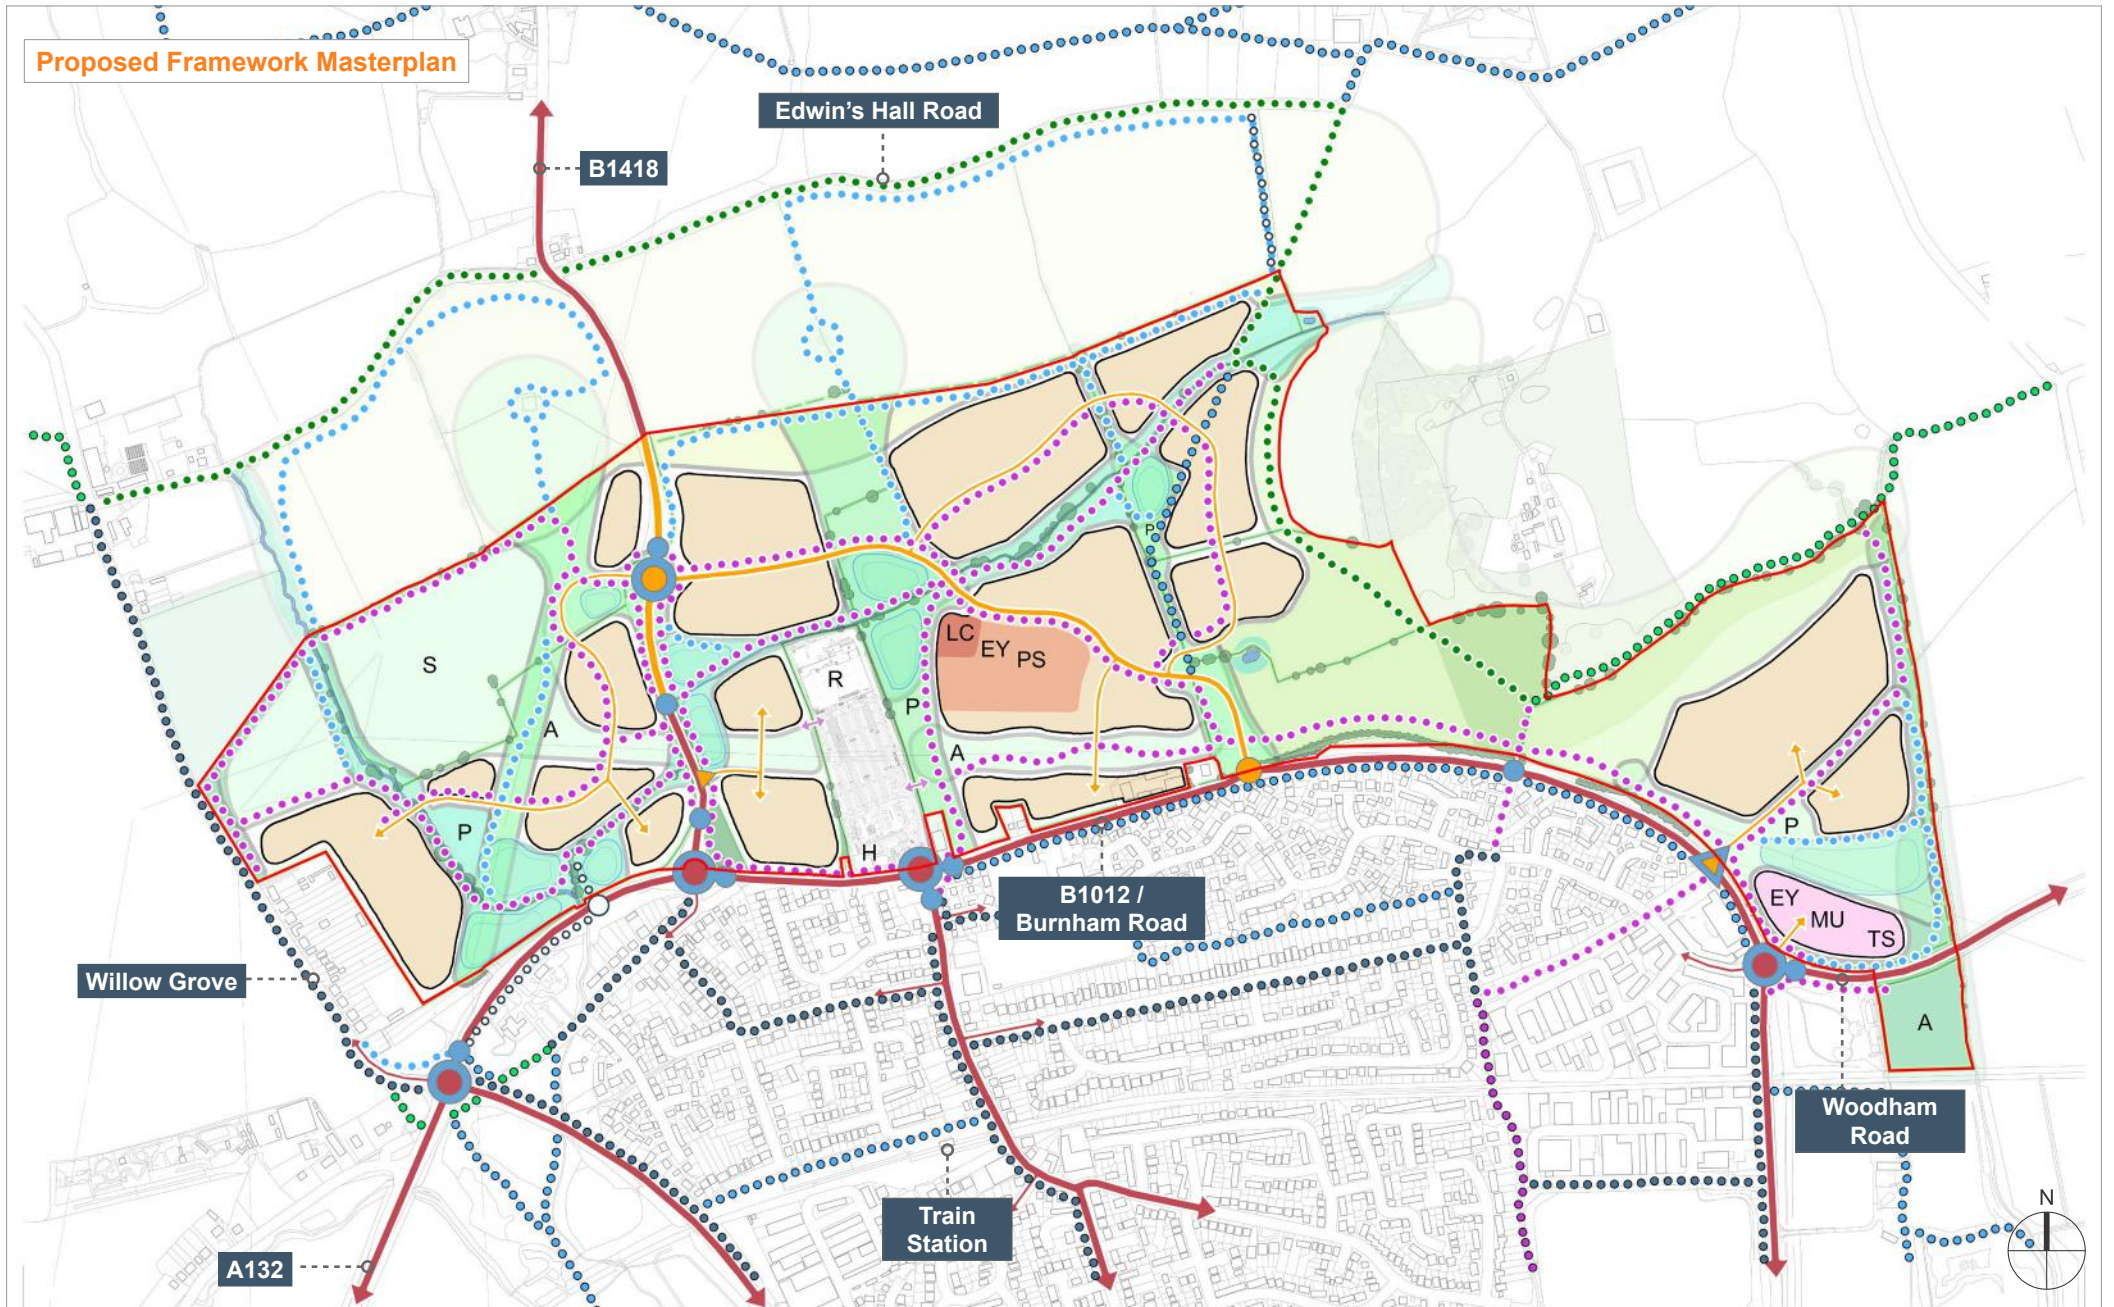 Proposed Framework Masterplan
Edwin's Hall Road
B1418
P
LC
EY
PS
S
R
P
A
A
P
H
P
B1012 /
Burnham Road
EY
MU
TS
Willow Grove
A
Woodham
Road
Train
Station
N
A132